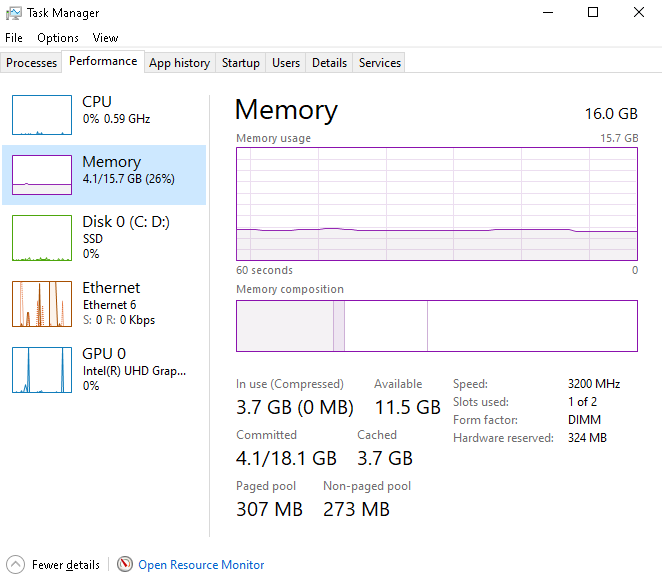 Task Manager
File Options View
Processes Performance App history Startup Users Details Services
CPU
0% 0.59 GHz
Memory
4.1/15.7 GB (26%)
Disk 0 (C: D:)
SSD
0%
Ethernet
Ethernet 6
S: 0 R: 0 Kbps
GPU 0
Intel(R) UHD Grap...
0%
Memory 16.0 GB
Memory usage 15.7 GB
60 seconds 0
Memory composition
In use (Compressed) Available
3.7 GB (0 MB) 11.5 GB
Committed Cached
4.1/18.1 GB 3.7 GB
Paged pool Non-paged pool
307 MB 273 MB
Speed: 3200 MHz
Slots used: 1 of 2
Form factor: DIMM
Hardware reserved: 324 MB
Fewer details Open Resource Monitor